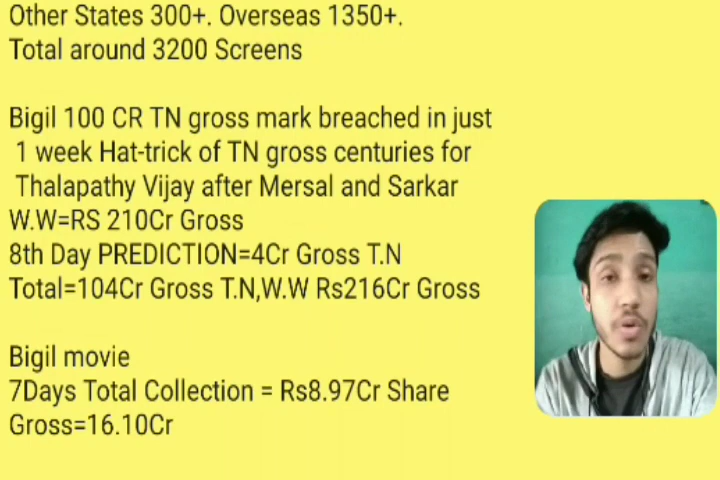 Other States 300+. Overseas 1350+.
Total around 3200 Screens
Bigil 100 CR TN gross mark breached in just
1 week Hat-trick of TN gross centuries for
Thalapathy Vijay after Mersal and Sarkar
W.W=RS 210Cr Gross
8th Day PREDICTION=4Cr Gross T.N
Total=104Cr Gross T.N,W.W Rs216Cr Gross
Bigil movie
7Days Total Collection = Rs8.97Cr Share
Gross=16.10Cr